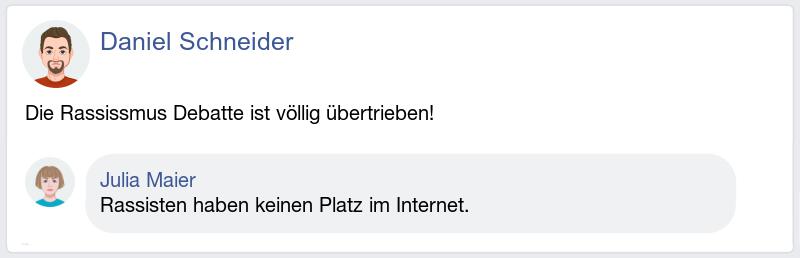 Daniel Schneider
Die Rassissmus Debatte ist völlig übertrieben!
Julia Maier
Rassisten haben keinen Platz im Internet.